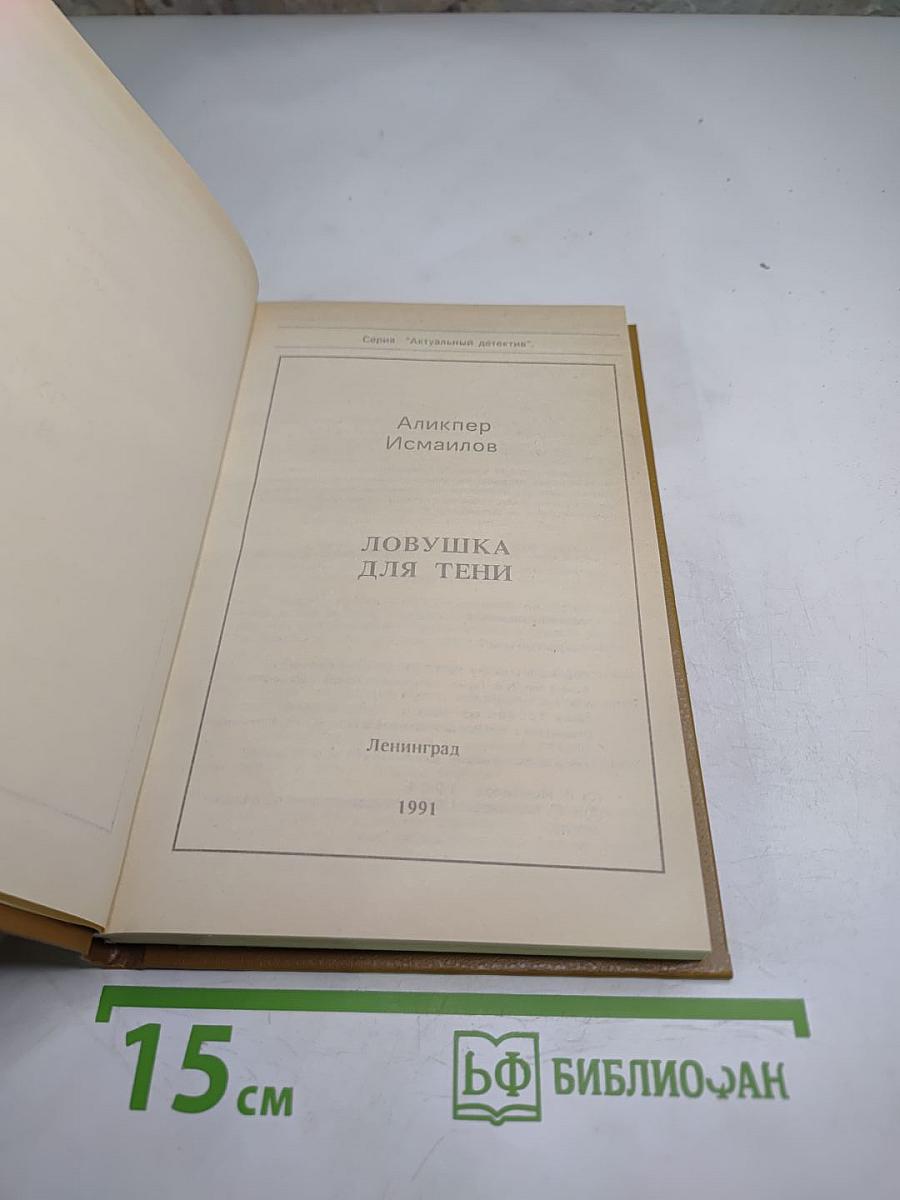 Серия "Актуальный детектив".
Аликпер
Исмаилов
ЛОВУШКА
ДЛЯ ТЕНИ
Ленинград
1991
15 см
БФ БИБЛИОФАН